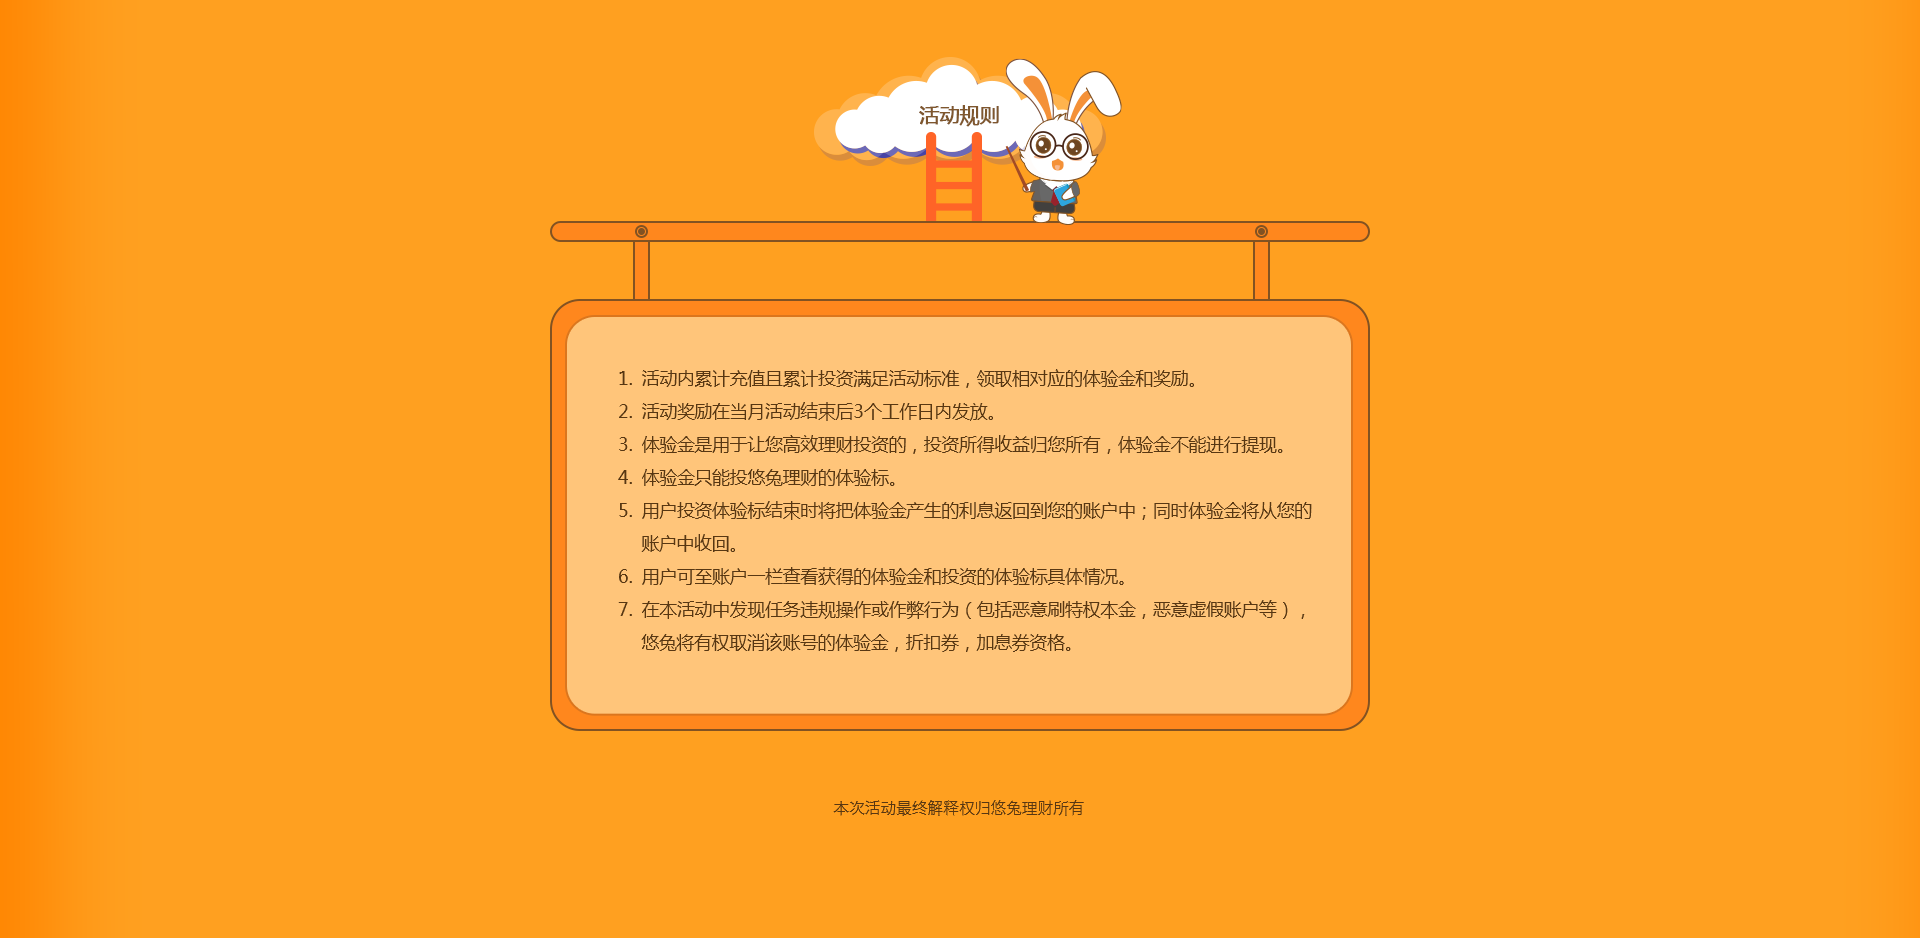 活动规则
1. 活动内累计充值且累计投资满足活动标准，领取相对应的体验金和奖励。
2. 活动奖励在当月活动结束后3个工作日内发放。
3. 体验金是用于让您高效理财投资的，投资所得收益归您所有，体验金不能进行提现。
4. 体验金只能投悠兔理财的体验标。
5. 用户投资体验标结束时将把体验金产生的利息返回到您的账户中；同时体验金将从您的
账户中收回。
6. 用户可至账户一栏查看获得的体验金和投资的体验标具体情况。
7. 在本活动中发现任务违规操作或作弊行为（包括恶意刷特权本金，恶意虚假账户等），
悠兔将有权取消该账号的体验金，折扣券，加息券资格。
本次活动最终解释权归悠兔理财所有